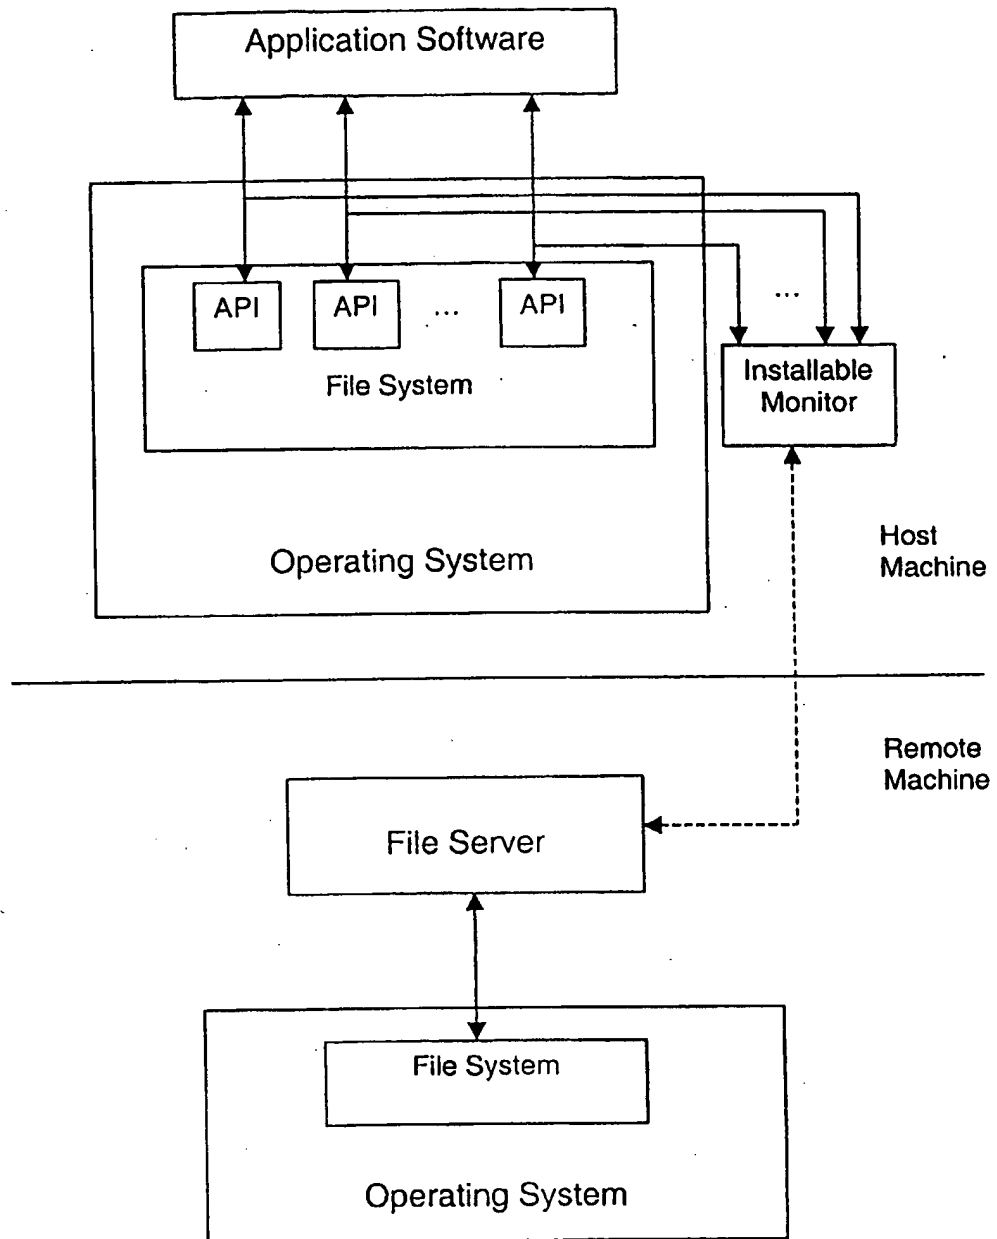 Application Software
API
API
...
API
...
File System
Installable
Monitor
Operating System
Host
Machine
Remote
Machine
File Server
File System
Operating System